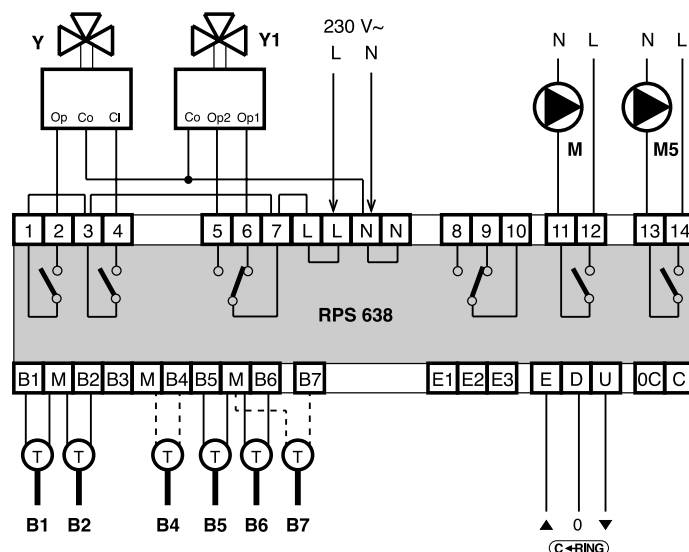 230 V~
Y Y1 L N N L N L
Op Co Cl Co Op2 Op1 M M5
1 2 3 4 5 6 7 L L N N 8 9 10 11 12 13 14
RPS 638
B1 M B2 B3 M B4 B5 M B6 B7 E1 E2 E3 E D U 0C C
T T T T T T
B1 B2 B4 B5 B6 B7 0
C RING